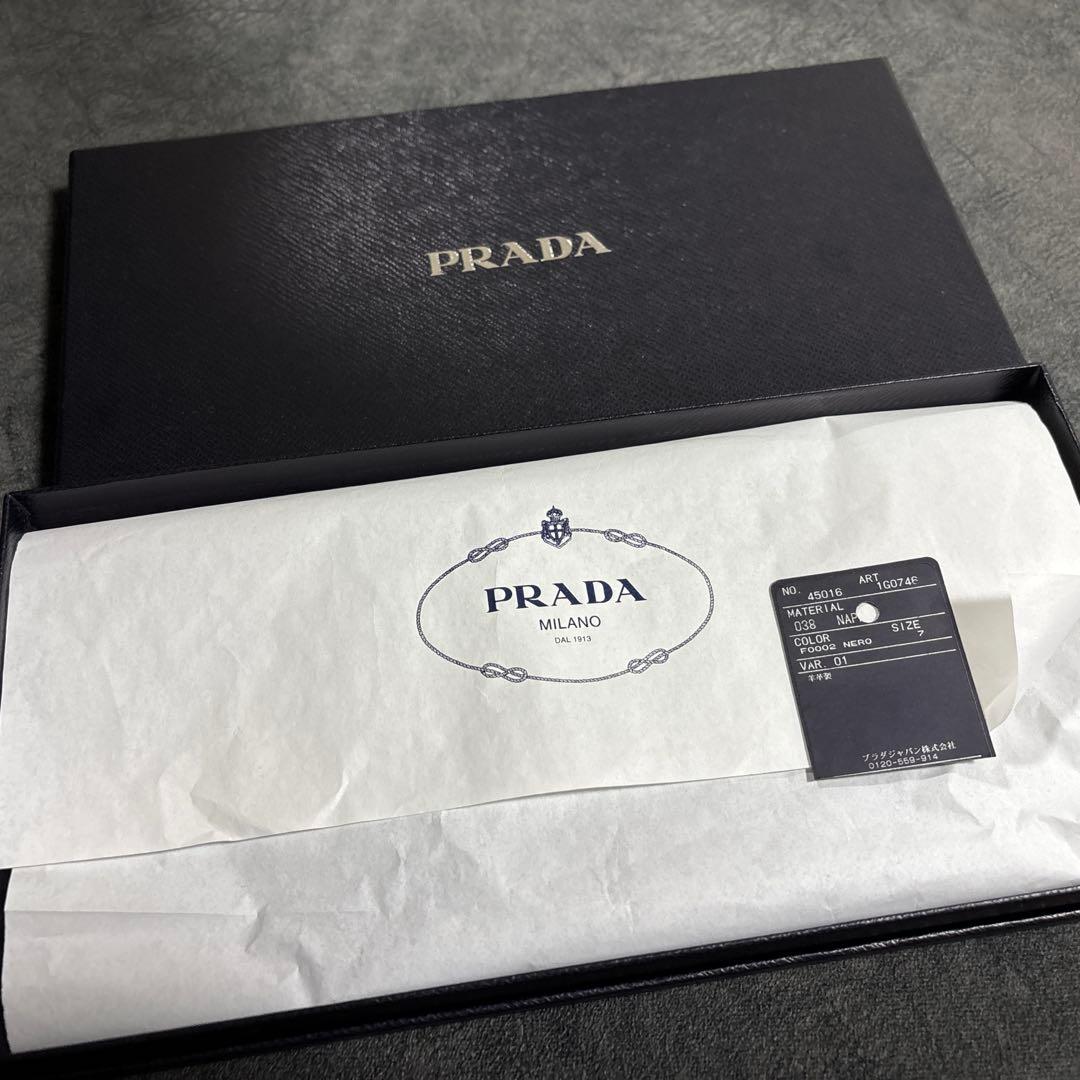 PRADA
PRADA
MILANO
DAL 1913
NO. 45016 ART 1G0746
MATERIAL
038
COLOR SIZE
F0002 NERO 7
VAR. 01
羊革製
プラダジャパン株式会社
0120-559-914